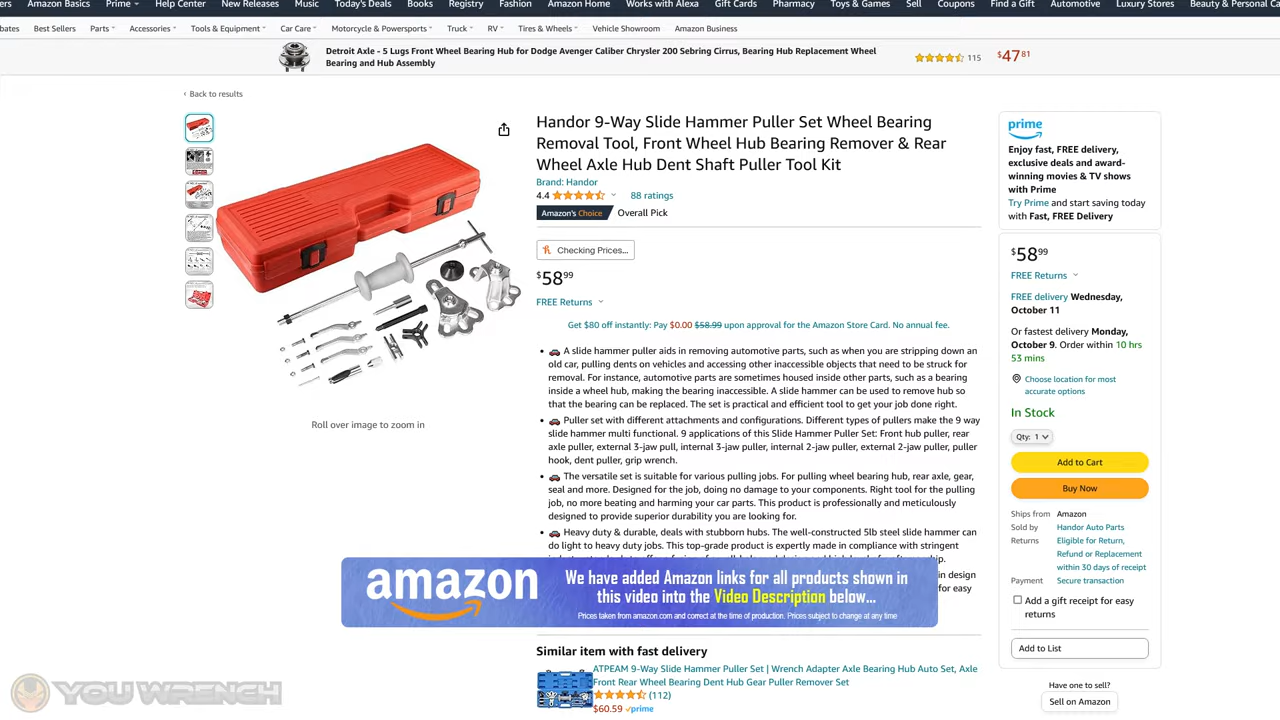 ers Amazon Basics Prime Help Center New Releases Music Today's Deals Books Registry Fashion Amazon Home Works with Alexa Gift Cards Pharmacy Toys & Games Sell Coupons Find a Gift Automotive Luxury Stores Beauty & Personal Ca
bates Best Sellers Parts Accessories Tools & Equipment Car Care Motorcycle & Powersports Truck RV Tires & Wheels Vehicle Showroom Amazon Business
Detroit Axle - 5 Lugs Front Wheel Bearing Hub for Dodge Avenger Caliber Chrysler 200 Sebring Cirrus, Bearing Hub Replacement Wheel
Bearing and Hub Assembly
115 $47 81
‹ Back to results
Handor 9-Way Slide Hammer Puller Set Wheel Bearing
Removal Tool, Front Wheel Hub Bearing Remover & Rear
Wheel Axle Hub Dent Shaft Puller Tool Kit
Brand: Handor
4.4 88 ratings
Amazon's Choice Overall Pick
Checking Prices...
$58 99
FREE Returns
Get $80 off instantly: Pay $0.00 $58.99 upon approval for the Amazon Store Card. No annual fee.
• A slide hammer puller aids in removing automotive parts, such as when you are stripping down an
old car, pulling dents on vehicles and accessing other inaccessible objects that need to be struck for
removal. For instance, automotive parts are sometimes housed inside other parts, such as a bearing
inside a wheel hub, making the bearing inaccessible. A slide hammer can be used to remove hub so
that the bearing can be replaced. The set is practical and efficient tool to get your job done right.
• Puller set with different attachments and configurations. Different types of pullers make the 9 way
slide hammer multi functional. 9 applications of this Slide Hammer Puller Set: Front hub puller, rear
axle puller, external 3-jaw pull, internal 3-jaw puller, internal 2-jaw puller, external 2-jaw puller, puller
hook, dent puller, grip wrench.
• The versatile set is suitable for various pulling jobs. For pulling wheel bearing hub, rear axle, gear,
seal and more. Designed for the job, doing no damage to your components. Right tool for the pulling
job, no more beating and harming your car parts. This product is professionally and meticulously
designed to provide superior durability you are looking for.
• Heavy duty & durable, deals with stubborn hubs. The well-constructed 5lb steel slide hammer can
do light to heavy duty jobs. This top-grade product is expertly made in compliance with stringent
in design
for easy
Roll over image to zoom in
amazon
We have added Amazon links for all products shown in
this video into the Video Description below...
Prices taken from amazon.com and correct at the time of production. Prices subject to change at any time
Similar item with fast delivery
ATPEAM 9-Way Slide Hammer Puller Set | Wrench Adapter Axle Bearing Hub Auto Set, Axle
Front Rear Wheel Bearing Dent Hub Gear Puller Remover Set
(112)
$60.59 prime
prime
Enjoy fast, FREE delivery,
exclusive deals and award-
winning movies & TV shows
with Prime
Try Prime and start saving today
with Fast, FREE Delivery
$58 99
FREE Returns
FREE delivery Wednesday,
October 11
Or fastest delivery Monday,
October 9. Order within 10 hrs
53 mins
Choose location for most
accurate options
In Stock
Qty: 1
Add to Cart
Buy Now
Ships from Amazon
Sold by Handor Auto Parts
Returns Eligible for Return,
Refund or Replacement
within 30 days of receipt
Payment Secure transaction
Add a gift receipt for easy
returns
Add to List
Have one to sell?
Sell on Amazon
YOU WRENCH